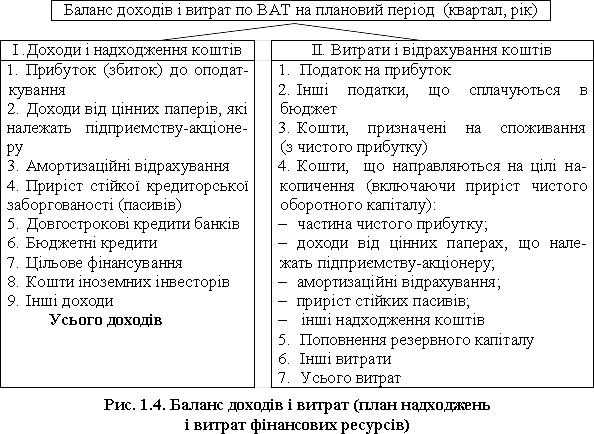 Баланс доходів і витрат по ВАТ на плановий період (квартал, рік)
І .Доходи і надходження коштів
1. Прибуток (збиток) до оподат-
кування
2. Доходи від цінних паперів, які
належать підприємству-акціоне-
ру
3. Амортизаційні відрахування
4. Приріст стійкої кредиторської
заборгованості (пасивів)
5. Довгострокові кредити банків
6. Бюджетні кредити
7. Цільове фінансування
8. Кошти іноземних інвесторів
9. Інші доходи
Усього доходів
ІІ. Витрати і відрахування коштів
1. Податок на прибуток
2. Інші податки, що сплачуються в
бюджет
3. Кошти, призначені на споживання
(з чистого прибутку)
4. Кошти, що направляються на цілі на-
копичення (включаючи приріст чистого
оборотного капіталу):
– частина чистого прибутку;
– доходи від цінних паперах, що нале-
жать підприємству-акціонеру;
– амортизаційні відрахування;
– приріст стійких пасивів;
– інші надходження коштів
5. Поповнення резервного капіталу
6. Інші витрати
7. Усього витрат
Рис. 1.4. Баланс доходів і витрат (план надходжень
і витрат фінансових ресурсів)